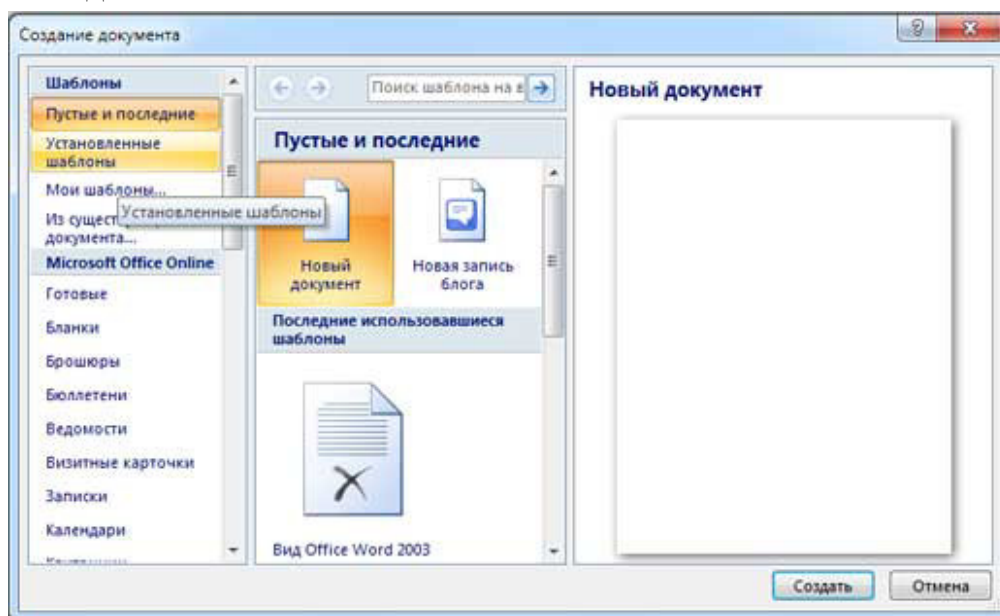 Создание документа
Шаблоны
Пустые и последние
Установленные
шаблоны
Мои шаблоны...
Из сущест
документа...
Установленные шаблоны
Microsoft Office Online
Готовые
Бланки
Брошюры
Бюллетени
Ведомости
Визитные карточки
Записки
Календари
Поиск шаблона на в
Пустые и последние
Новый
документ
Новая запись
блога
Последние использовавшиеся
шаблоны
Вид Office Word 2003
Новый документ
Создать
Отмена